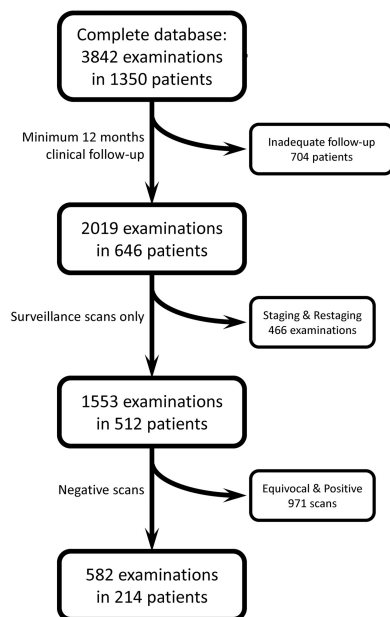 Complete database:
3842 examinations
in 1350 patients
Minimum 12 months
clinical follow-up
Inadequate follow-up
704 patients
2019 examinations
in 646 patients
Surveillance scans only
Staging & Restaging
466 examinations
1553 examinations
in 512 patients
Negative scans
Equivocal & Positive
971 scans
582 examinations
in 214 patients